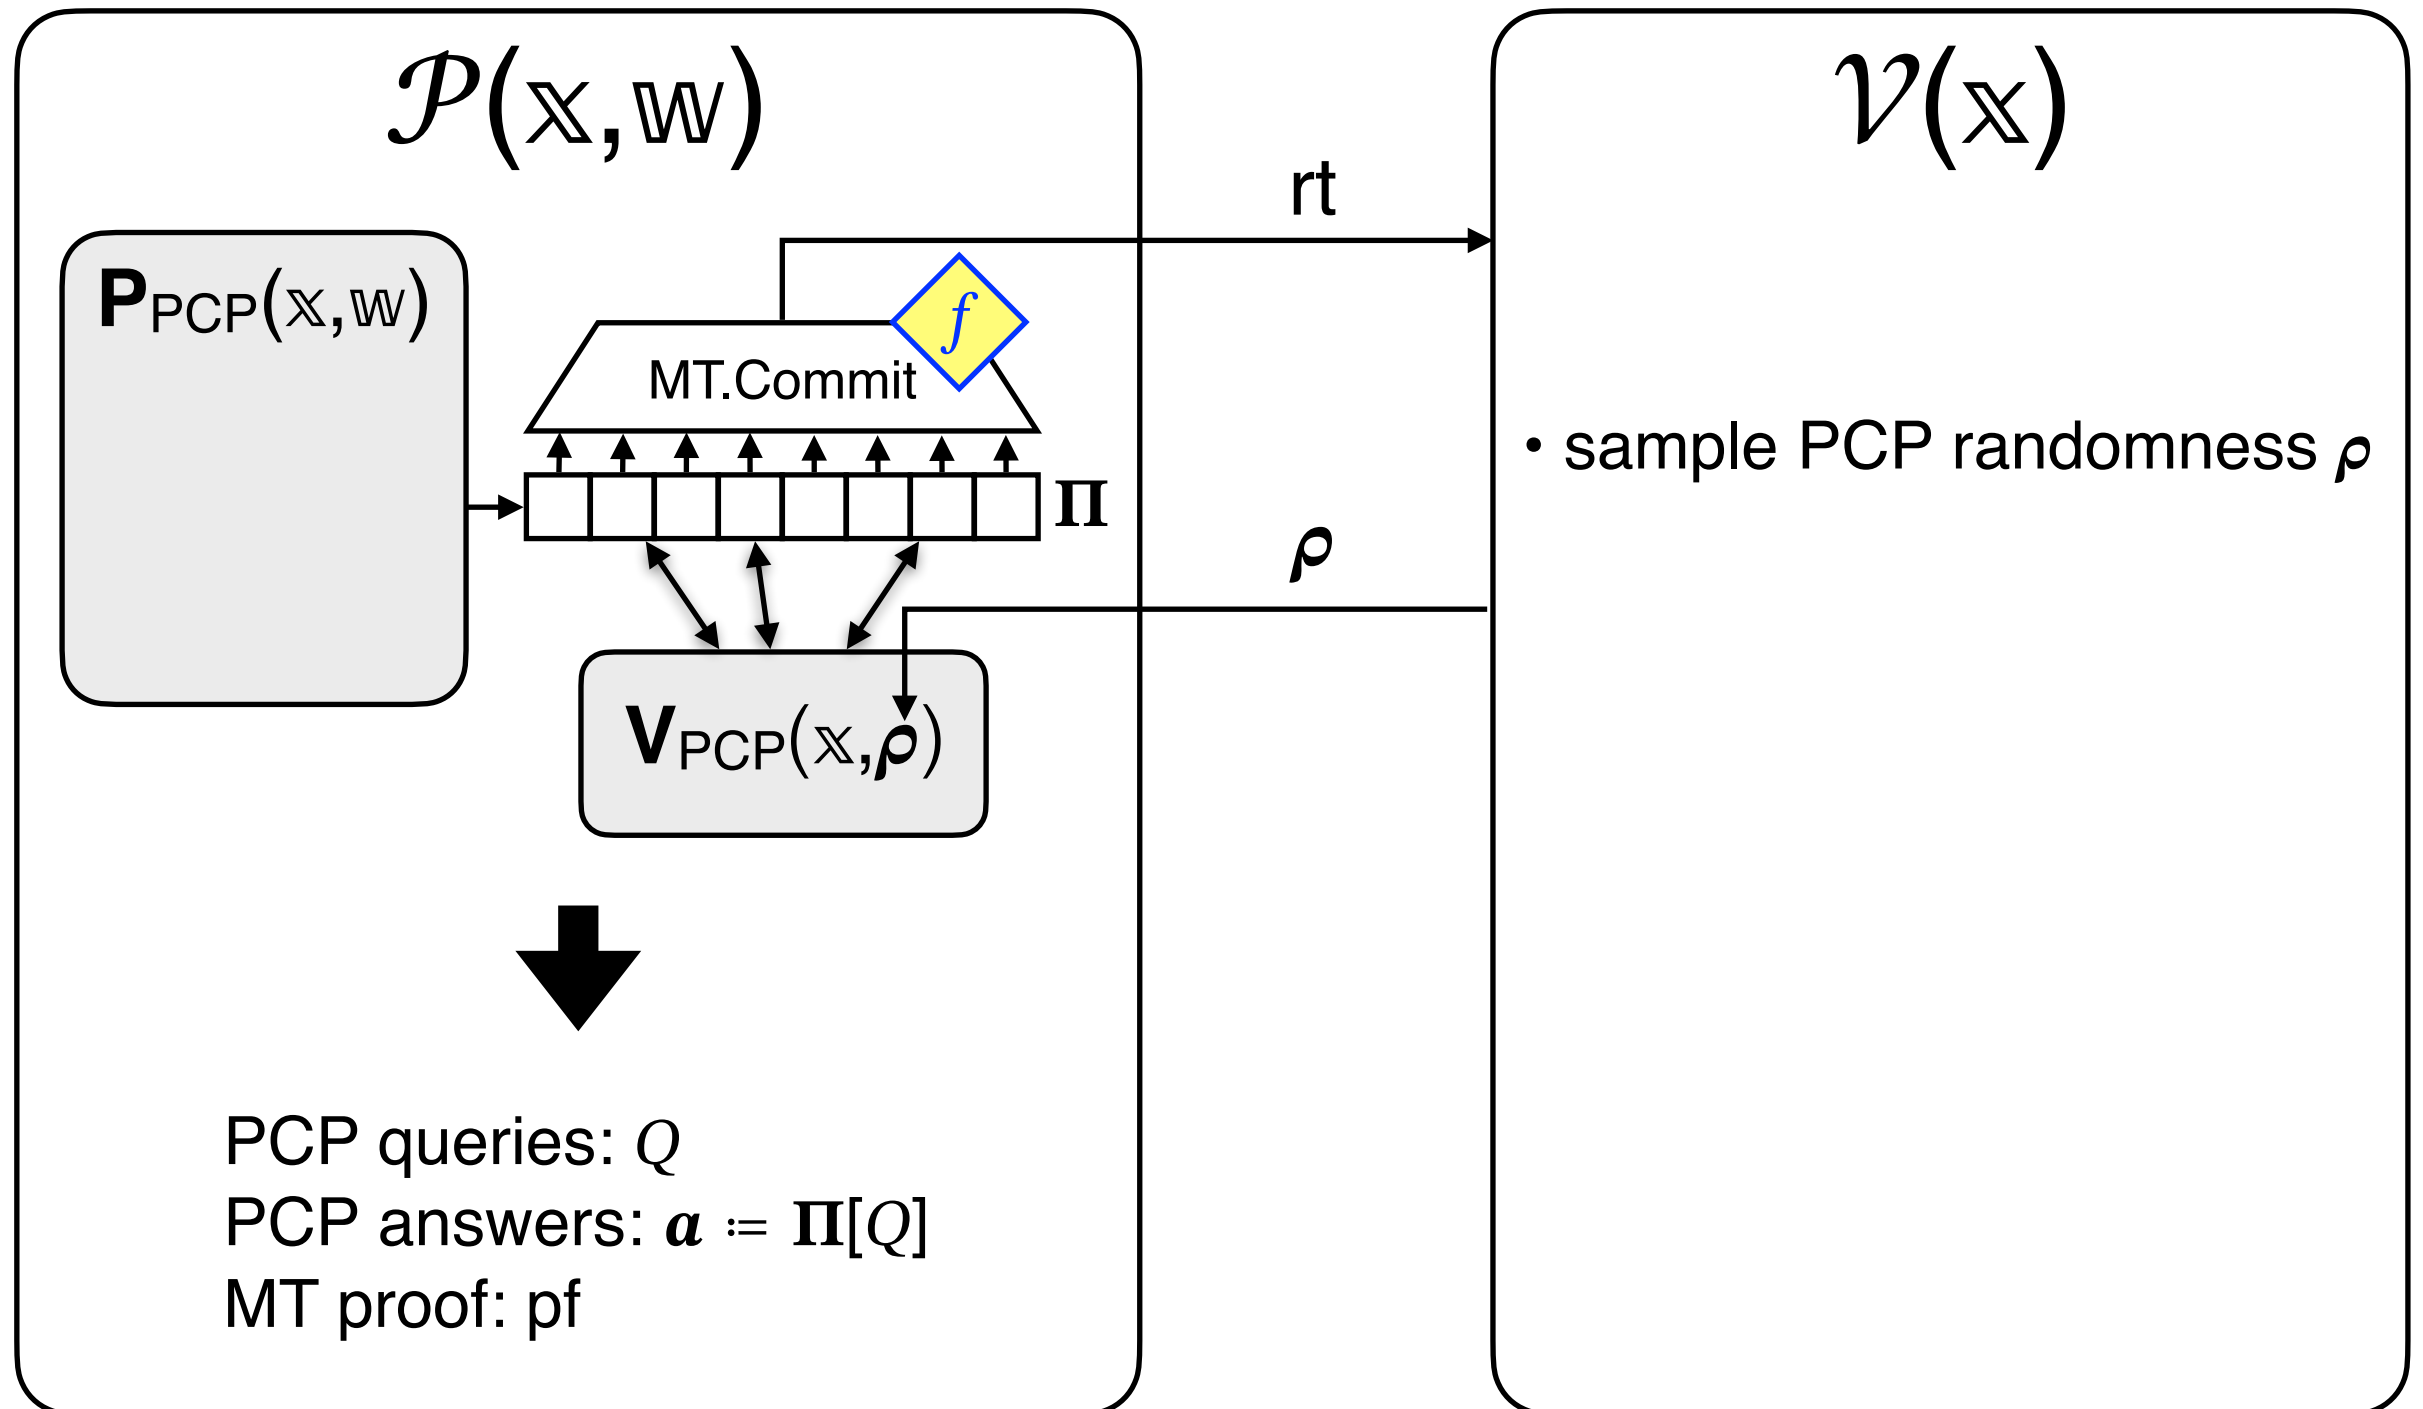 𝒫(𝕩,𝕨)
𝒱(𝕩)
rt
P_PCP(𝕩,𝕨)
f
MT.Commit
• sample PCP randomness ρ
Π
ρ
V_PCP(𝕩,ρ)
PCP queries: Q
PCP answers: a := Π[Q]
MT proof: pf